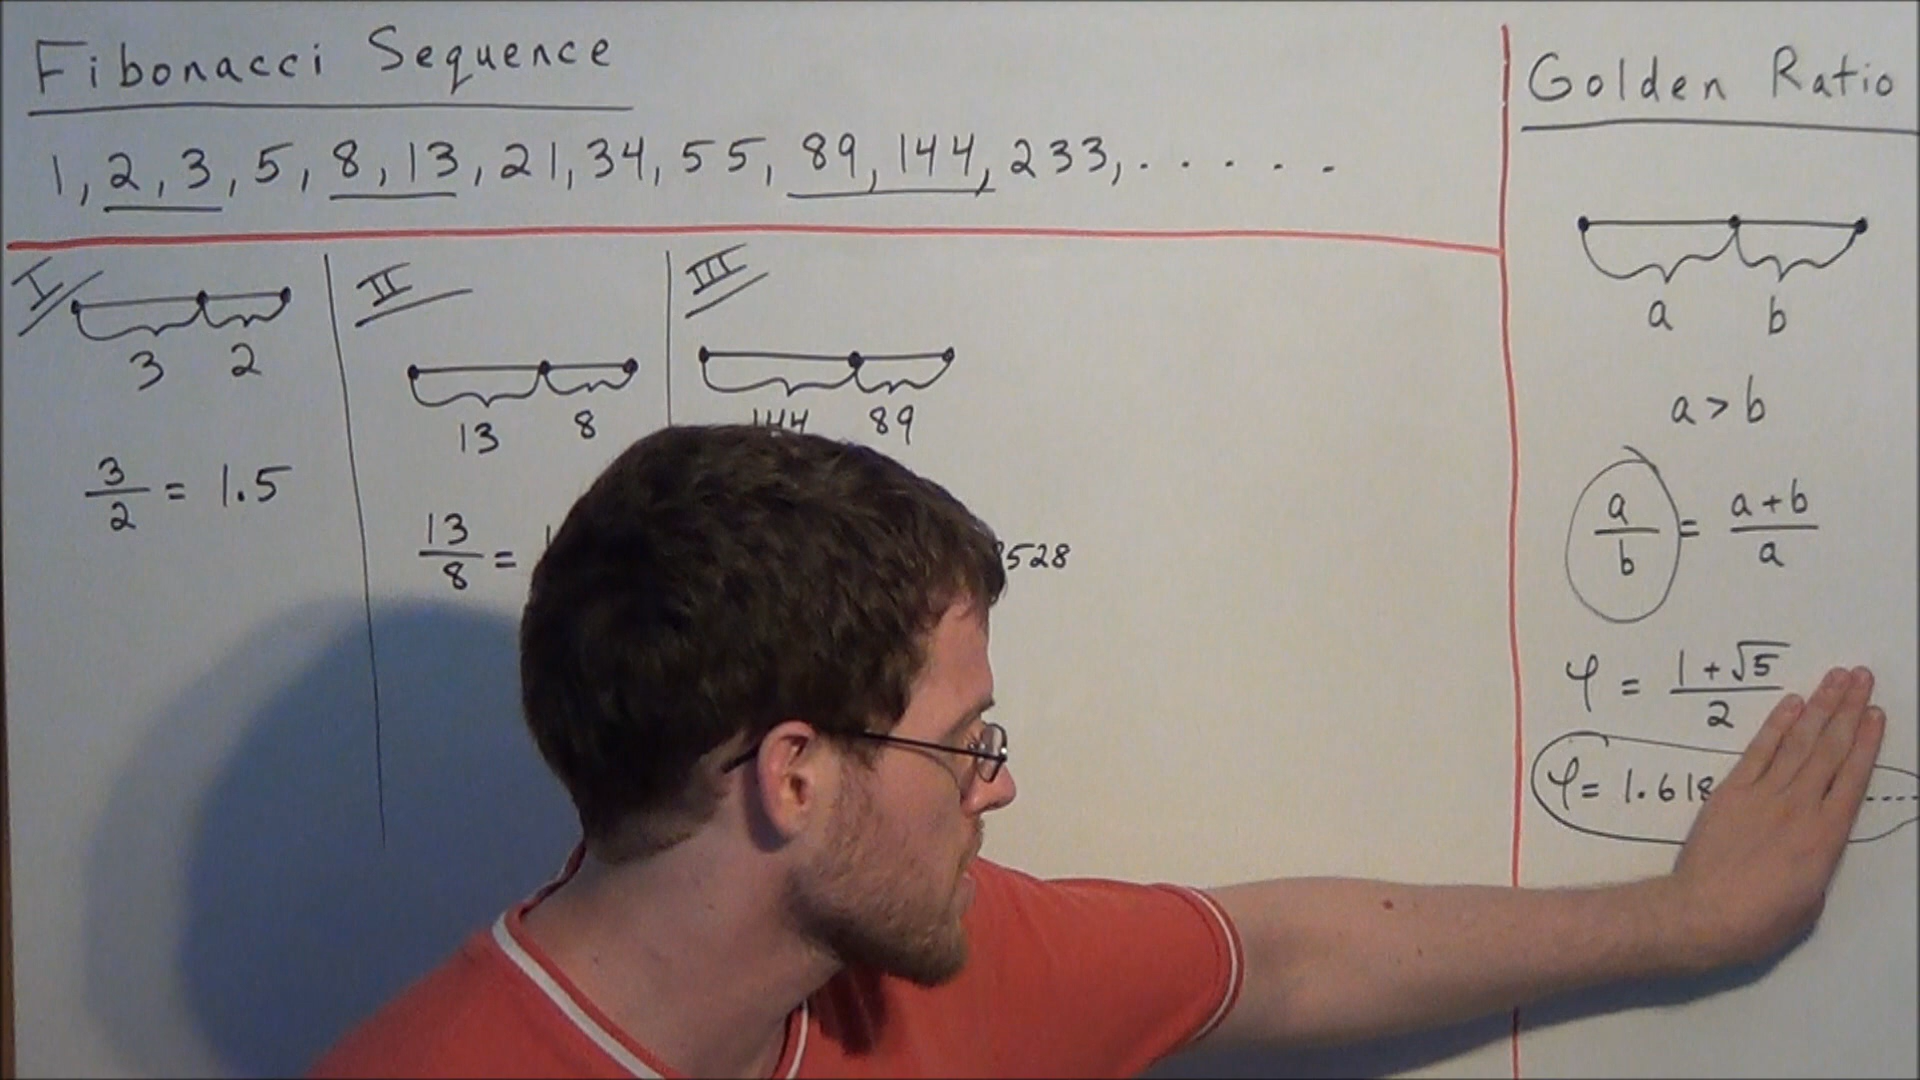 Fibonacci Sequence
1, 2, 3, 5, 8, 13, 21, 34, 55, 89, 144, 233, . . . . .
I
3 2
3/2 = 1.5
II
13 8
13/8 =
III
144 89
528
Golden Ratio
a b
a > b
a/b = a+b/a
φ = 1+√5/2
φ = 1.618 ----